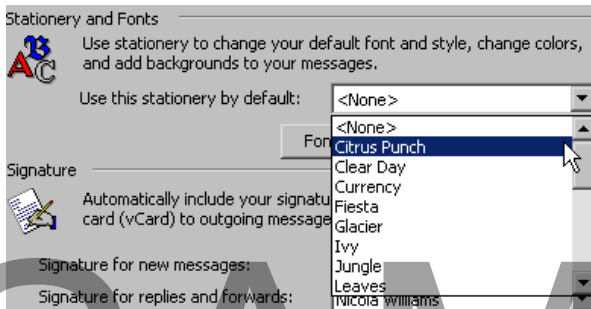 Stationery and Fonts
Use stationery to change your default font and style, change colors,
and add backgrounds to your messages.
Use this stationery by default:
<None>
<None>
Citrus Punch
Clear Day
Currency
Fiesta
Glacier
Ivy
Jungle
Leaves
Fon
Signature
Automatically include your signatu
card (vCard) to outgoing message
Signature for new messages:
Signature for replies and forwards:
Nicola Williams